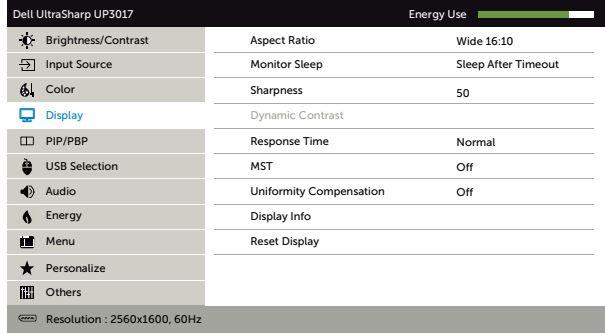 Dell UltraSharp UP3017 Energy Use
Brightness/Contrast Aspect Ratio Wide 16:10
Input Source Monitor Sleep Sleep After Timeout
Color Sharpness 50
Display Dynamic Contrast
PIP/PBP Response Time Normal
USB Selection MST Off
Audio Uniformity Compensation Off
Energy Display Info
Menu Reset Display
Personalize
Others
Resolution : 2560x1600, 60Hz